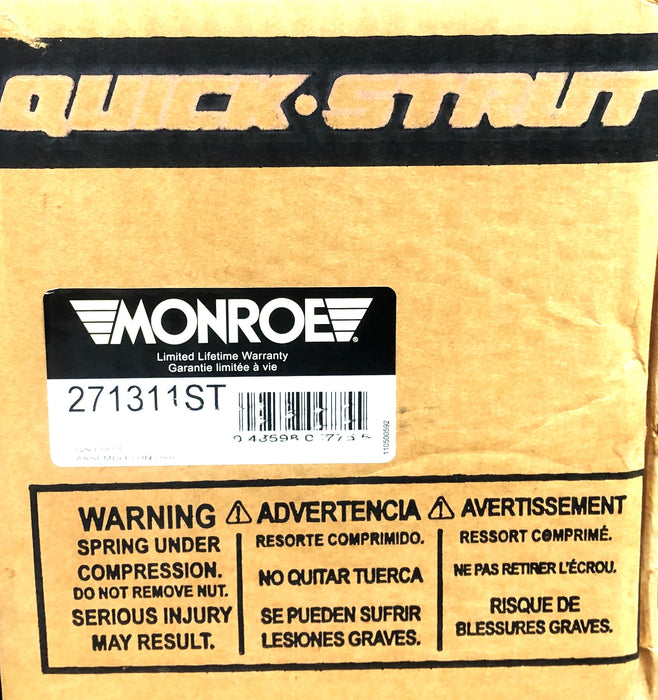 QUICK·STRUT
MONROE®
Limited Lifetime Warranty
Garantie limitée à vie
271311ST
110500592
WARNING ⚠ ADVERTENCIA ⚠ AVERTISSEMENT
SPRING UNDER
COMPRESSION.
DO NOT REMOVE NUT.
SERIOUS INJURY
MAY RESULT.
RESORTE COMPRIMIDO.
NO QUITAR TUERCA
SE PUEDEN SUFRIR
LESIONES GRAVES.
RESSORT COMPRIMÉ.
NE PAS RETIRER L'ÉCROU.
RISQUE DE
BLESSURES GRAVES.